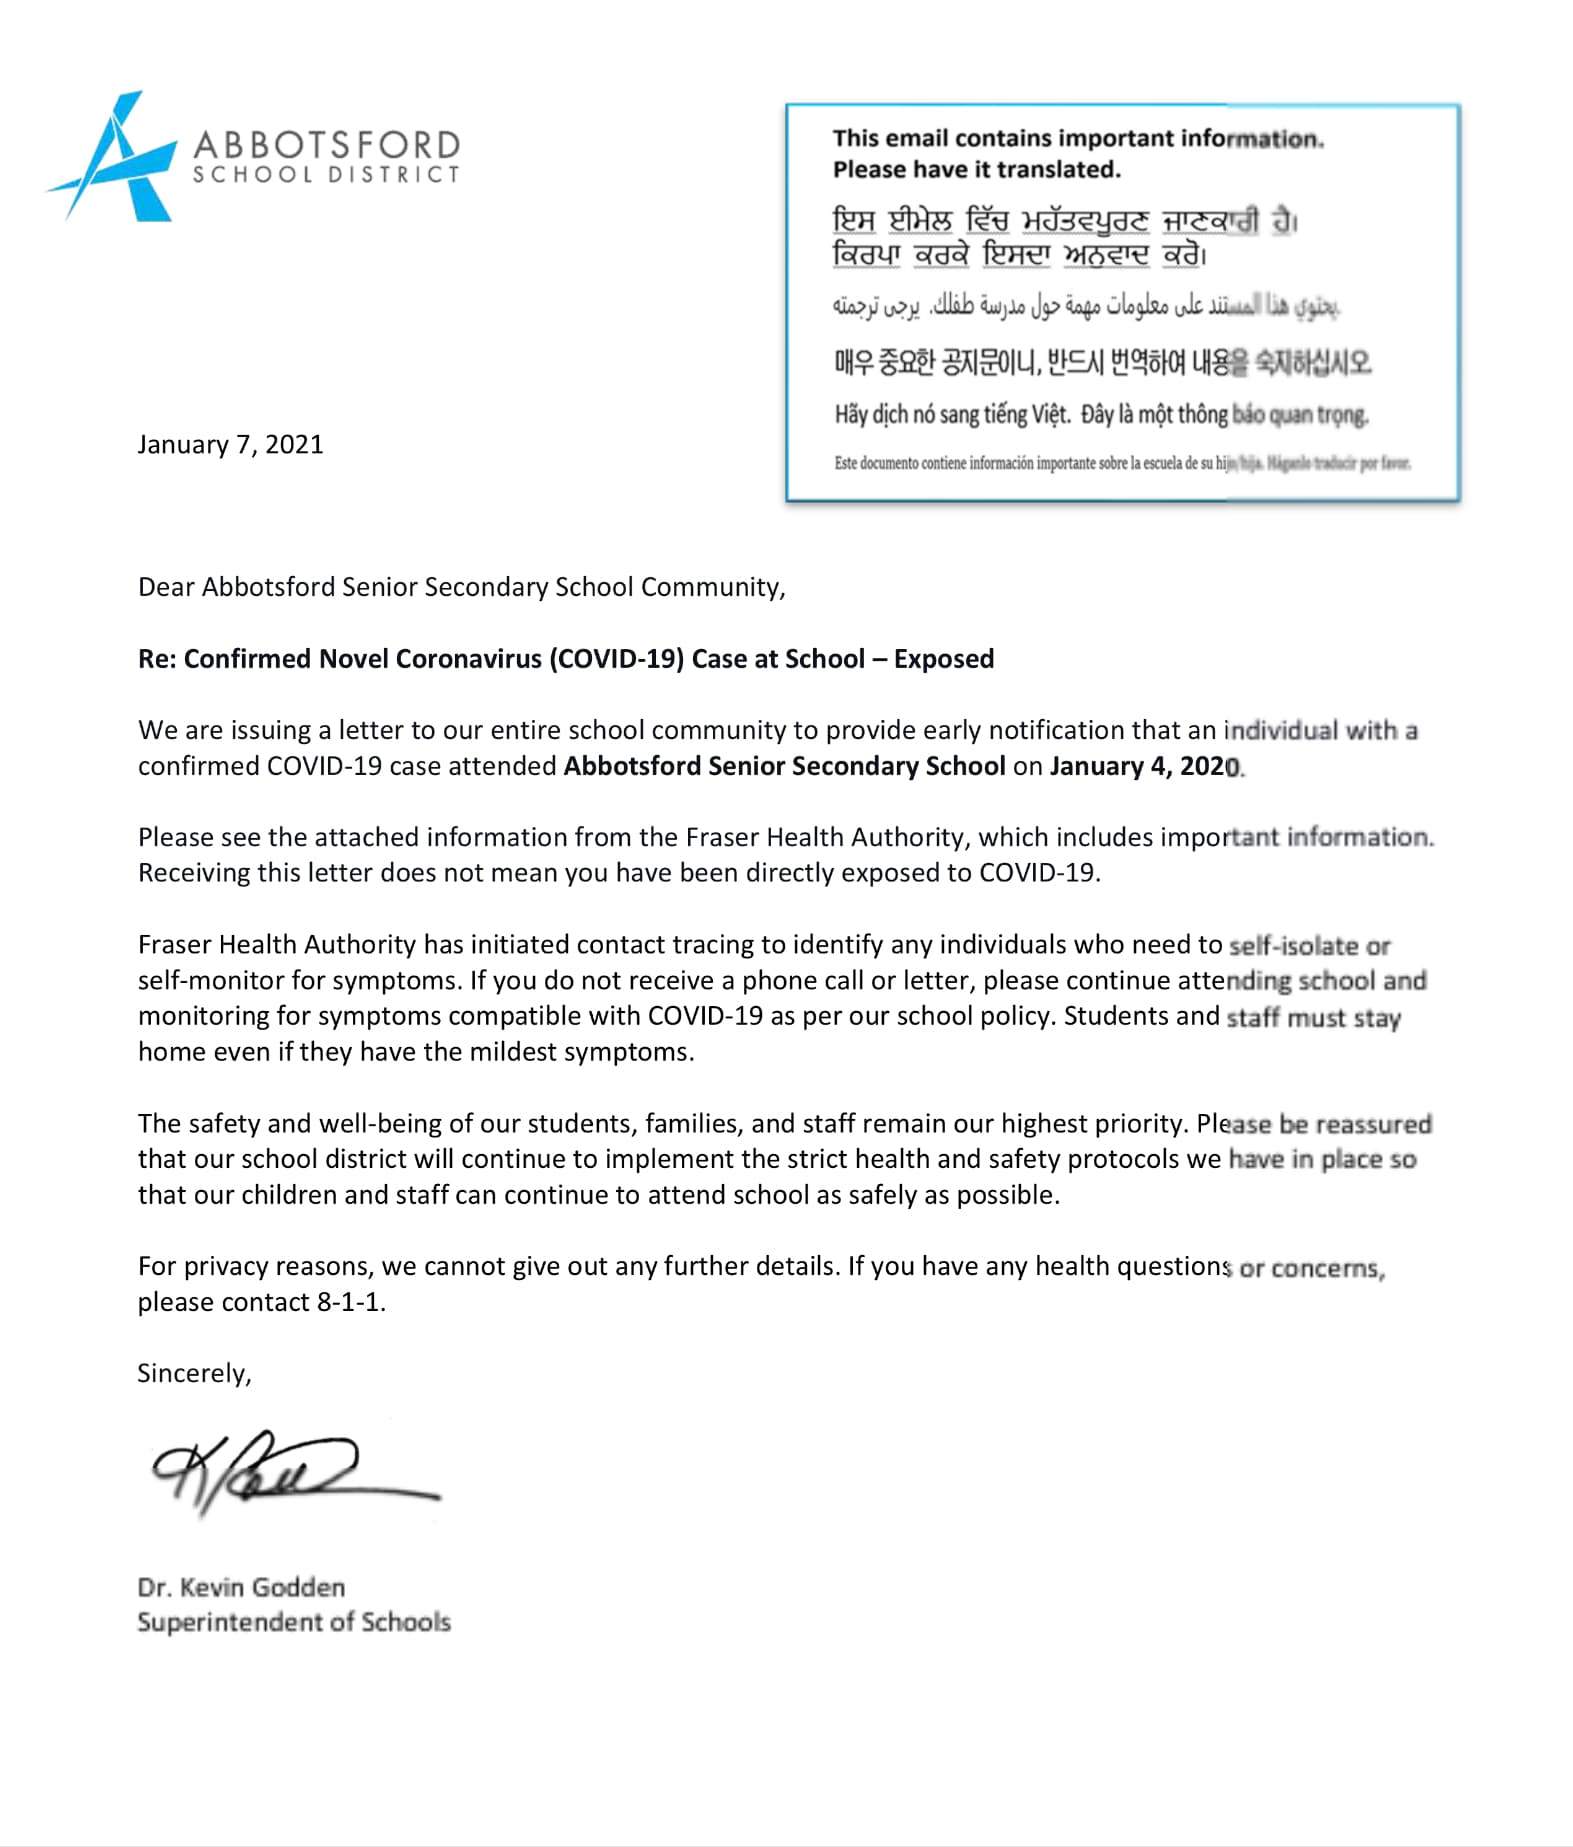 ABBOTSFORD
SCHOOL DISTRICT
This email contains important information.
Please have it translated.
ਇਸ ਈਮੇਲ ਵਿੱਚ ਮਹੱਤਵਪੂਰਣ ਜਾਣਕਾਰੀ ਹੈ।
ਕਿਰਪਾ ਕਰਕੇ ਇਸਦਾ ਅਨੁਵਾਦ ਕਰੋ।
يحتوي هذا المستند على معلومات مهمة حول مدرسة طفلك. يرجى ترجمته
매우 중요한 공지문이니, 반드시 번역하여 내용을 숙지하십시오.
Hãy dịch nó sang tiếng Việt. Đây là một thông báo quan trọng.
Este documento contiene información importante sobre la escuela de su hijo/hija. Háganlo traducir por favor.
January 7, 2021
Dear Abbotsford Senior Secondary School Community,
Re: Confirmed Novel Coronavirus (COVID-19) Case at School – Exposed
We are issuing a letter to our entire school community to provide early notification that an individual with a
confirmed COVID-19 case attended Abbotsford Senior Secondary School on January 4, 2020.
Please see the attached information from the Fraser Health Authority, which includes important information.
Receiving this letter does not mean you have been directly exposed to COVID-19.
Fraser Health Authority has initiated contact tracing to identify any individuals who need to self-isolate or
self-monitor for symptoms. If you do not receive a phone call or letter, please continue attending school and
monitoring for symptoms compatible with COVID-19 as per our school policy. Students and staff must stay
home even if they have the mildest symptoms.
The safety and well-being of our students, families, and staff remain our highest priority. Please be reassured
that our school district will continue to implement the strict health and safety protocols we have in place so
that our children and staff can continue to attend school as safely as possible.
For privacy reasons, we cannot give out any further details. If you have any health questions or concerns,
please contact 8-1-1.
Sincerely,
Dr. Kevin Godden
Superintendent of Schools